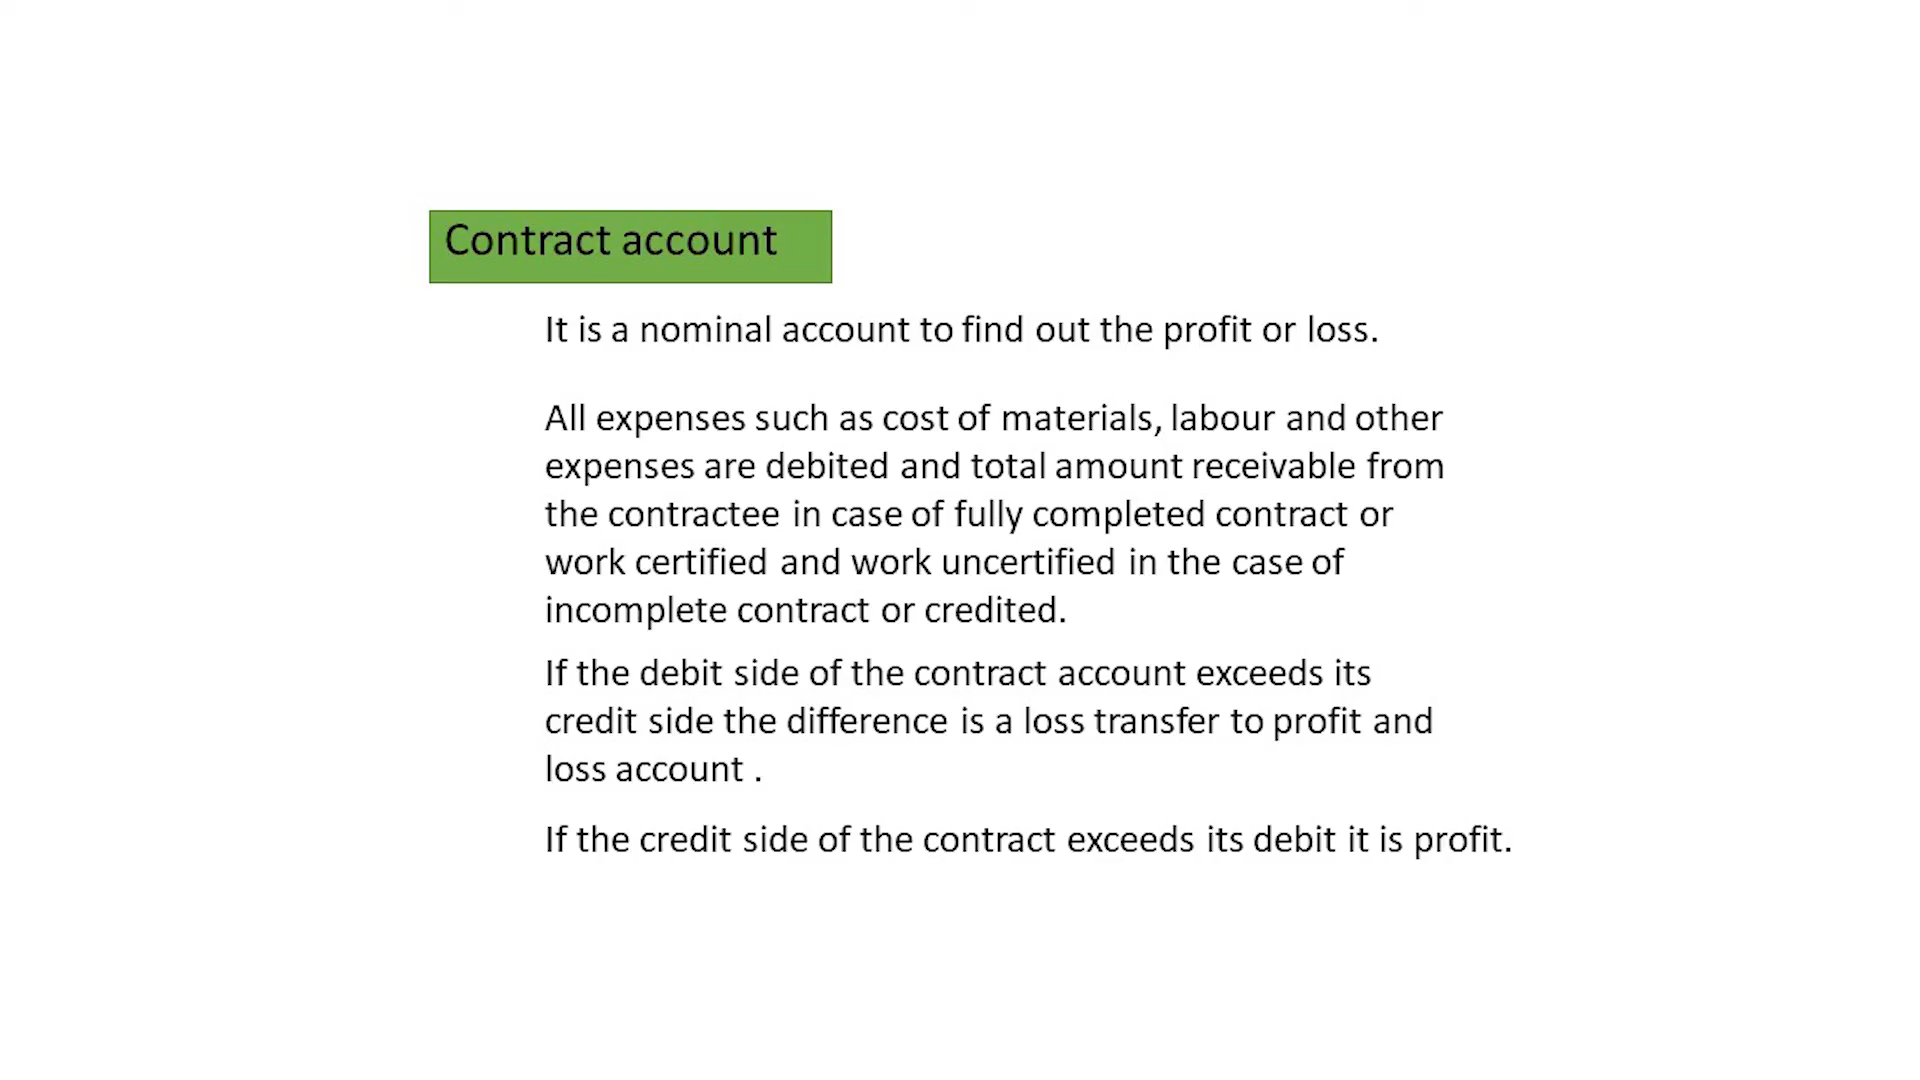 Contract account
It is a nominal account to find out the profit or loss.
All expenses such as cost of materials, labour and other
expenses are debited and total amount receivable from
the contractee in case of fully completed contract or
work certified and work uncertified in the case of
incomplete contract or credited.
If the debit side of the contract account exceeds its
credit side the difference is a loss transfer to profit and
loss account .
If the credit side of the contract exceeds its debit it is profit.